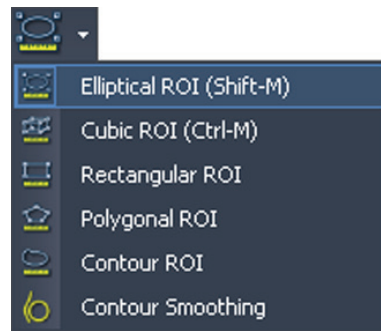 Elliptical ROI (Shift-M)
Cubic ROI (Ctrl-M)
Rectangular ROI
Polygonal ROI
Contour ROI
Contour Smoothing